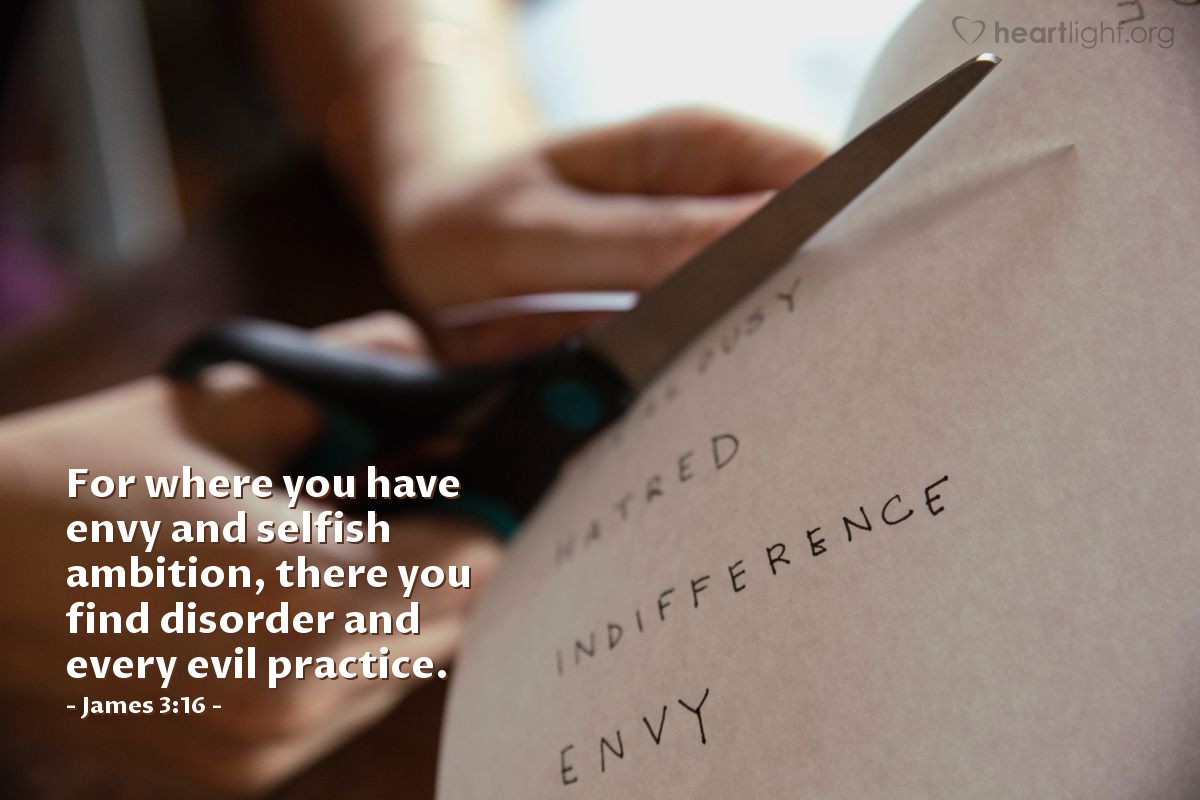 heartlight.org
HATRED
INDIFFERENCE
ENVY
For where you have
envy and selfish
ambition, there you
find disorder and
every evil practice.
- James 3:16 -